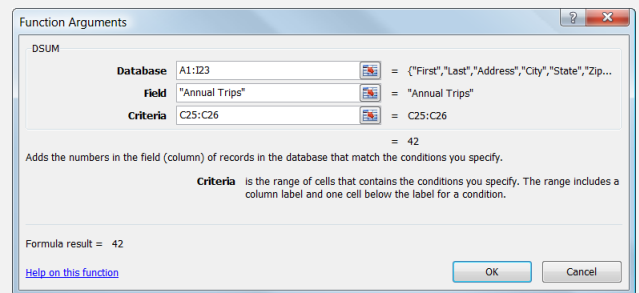 Function Arguments
?
DSUM
Database A1:I23 = {"First","Last","Address","City","State","Zip...
Field "Annual Trips" = "Annual Trips"
Criteria C25:C26 = C25:C26
= 42
Adds the numbers in the field (column) of records in the database that match the conditions you specify.
Criteria is the range of cells that contains the conditions you specify. The range includes a
column label and one cell below the label for a condition.
Formula result = 42
Help on this function OK Cancel